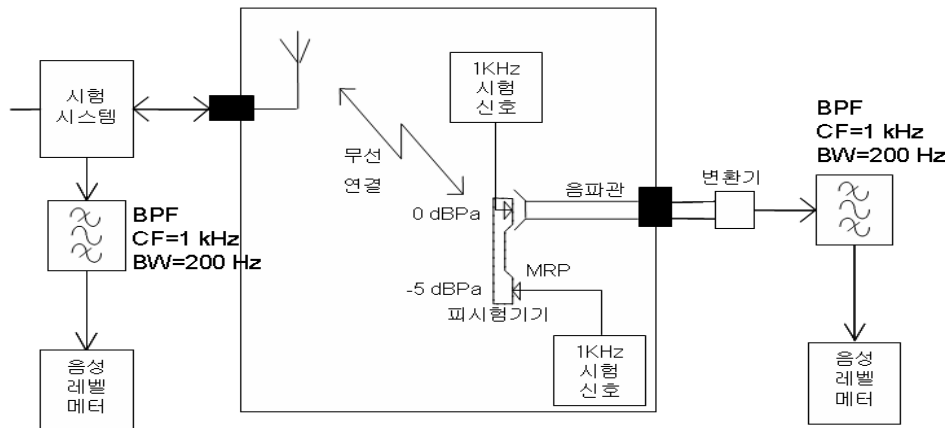 시험
시스템
BPF
CF=1 kHz
BW=200 Hz
음성
레벨
메터
무선
연결
1KHz
시험
신호
0 dBPa
-5 dBPa
MRP
피시험기기
1KHz
시험
신호
음파관
변환기
BPF
CF=1 kHz
BW=200 Hz
음성
레벨
메터